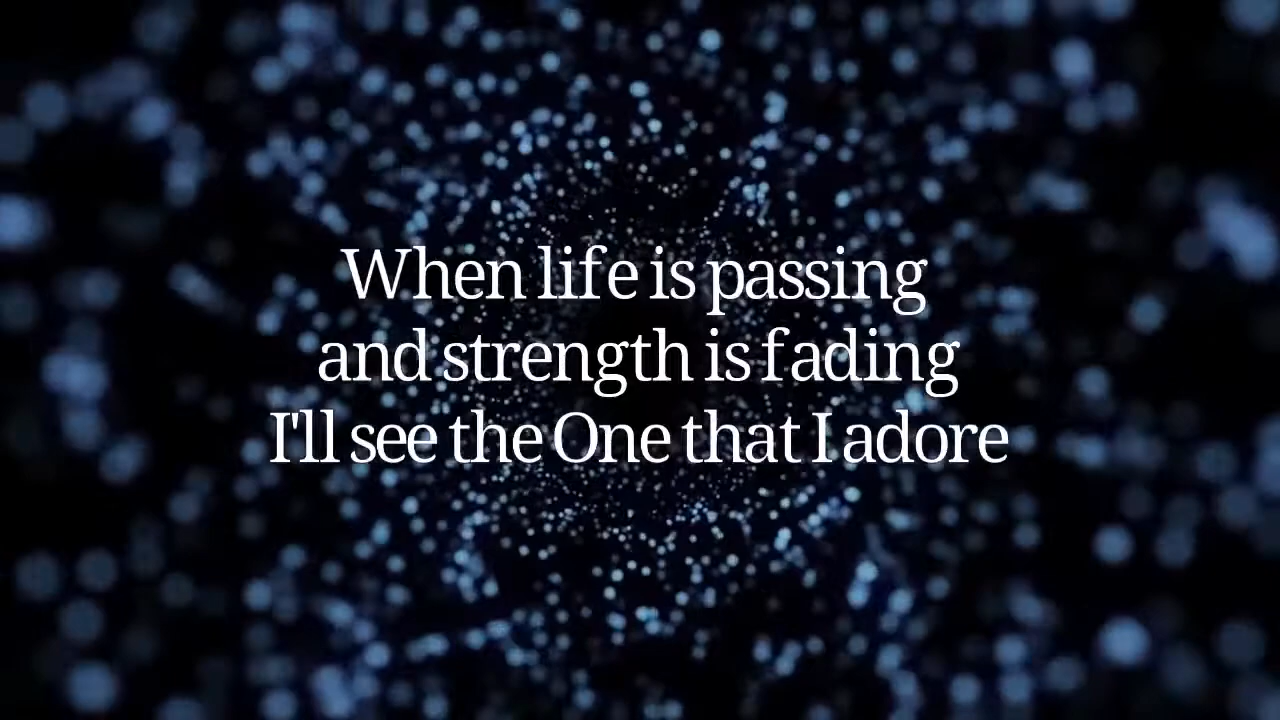 When life is passing
and strength is fading
I'll see the One that I adore